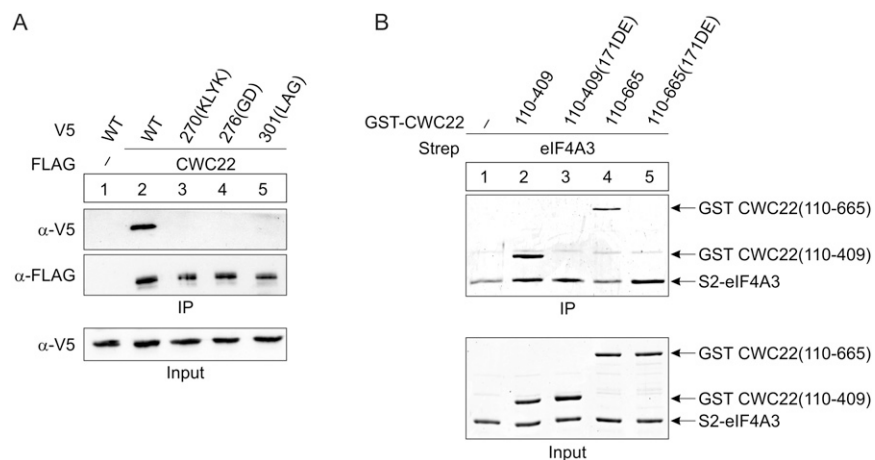 A
V5
WT
WT
270(KLYK)
276(GD)
301(LAG)
FLAG
/
CWC22
1 2 3 4 5
α-V5
α-FLAG
IP
α-V5
Input
B
GST-CWC22
/
110-409
110-409(171DE)
110-665
110-665(171DE)
Strep
eIF4A3
1 2 3 4 5
GST CWC22(110-665)
GST CWC22(110-409)
S2-eIF4A3
IP
GST CWC22(110-665)
GST CWC22(110-409)
S2-eIF4A3
Input